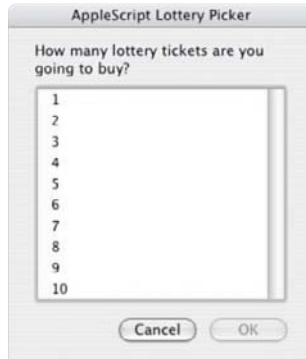 AppleScript Lottery Picker
How many lottery tickets are you
going to buy?
1
2
3
4
5
6
7
8
9
10
Cancel OK